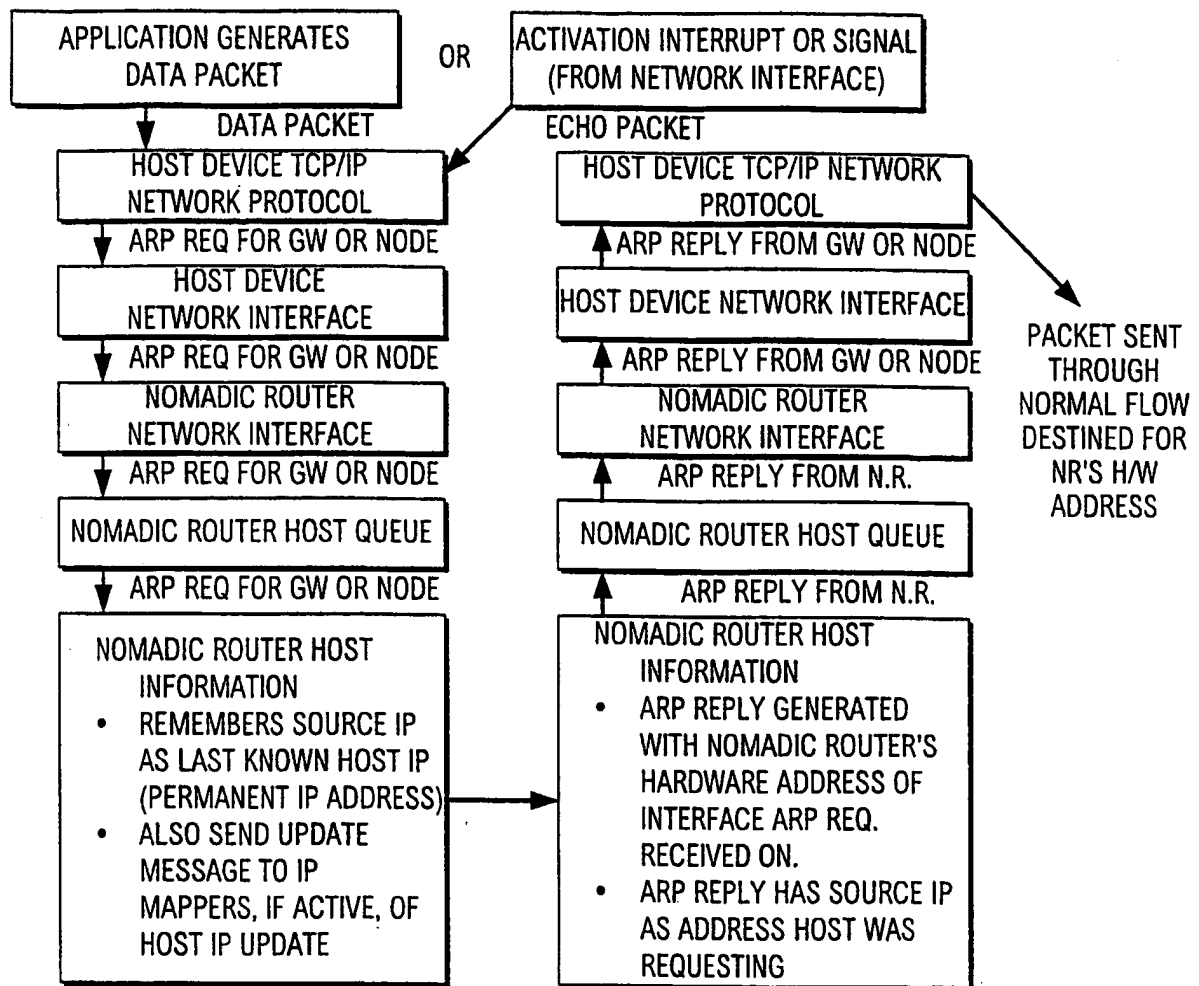 APPLICATION GENERATES
DATA PACKET
OR
ACTIVATION INTERRUPT OR SIGNAL
(FROM NETWORK INTERFACE)
DATA PACKET
ECHO PACKET
HOST DEVICE TCP/IP
NETWORK PROTOCOL
ARP REQ FOR GW OR NODE
HOST DEVICE
NETWORK INTERFACE
ARP REQ FOR GW OR NODE
NOMADIC ROUTER
NETWORK INTERFACE
ARP REQ FOR GW OR NODE
NOMADIC ROUTER HOST QUEUE
ARP REQ FOR GW OR NODE
NOMADIC ROUTER HOST
INFORMATION
• REMEMBERS SOURCE IP
AS LAST KNOWN HOST IP
(PERMANENT IP ADDRESS)
• ALSO SEND UPDATE
MESSAGE TO IP
MAPPERS, IF ACTIVE, OF
HOST IP UPDATE
HOST DEVICE TCP/IP NETWORK
PROTOCOL
ARP REPLY FROM GW OR NODE
HOST DEVICE NETWORK INTERFACE
ARP REPLY FROM GW OR NODE
NOMADIC ROUTER
NETWORK INTERFACE
ARP REPLY FROM N.R.
NOMADIC ROUTER HOST QUEUE
ARP REPLY FROM N.R.
NOMADIC ROUTER HOST
INFORMATION
• ARP REPLY GENERATED
WITH NOMADIC ROUTER'S
HARDWARE ADDRESS OF
INTERFACE ARP REQ.
RECEIVED ON.
• ARP REPLY HAS SOURCE IP
AS ADDRESS HOST WAS
REQUESTING
PACKET SENT
THROUGH
NORMAL FLOW
DESTINED FOR
NR'S H/W
ADDRESS